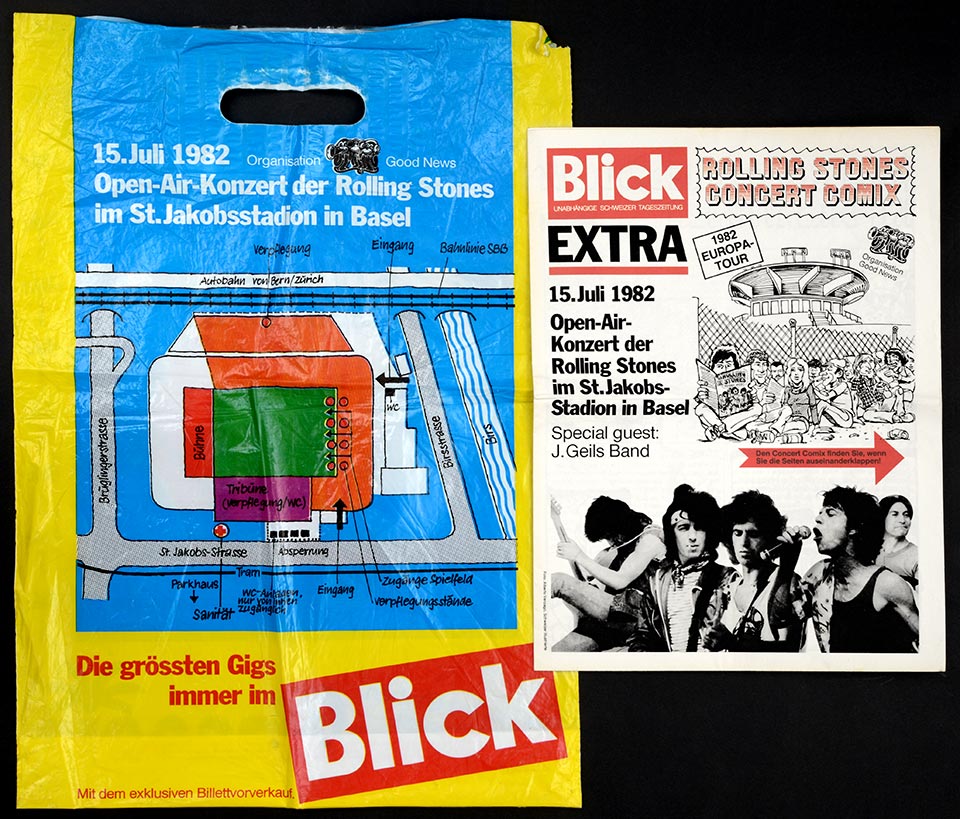 15. Juli 1982 Organisation Good News
Open-Air-Konzert der Rolling Stones
im St. Jakobsstadion in Basel
Verpflegung
Eingang
Bahnlinie SBB
Autobahn von Bern/Zürich
WC
Brüglingerstrasse
Bühne
Birsstrasse
Birs
Tribüne
(Verpflegung/WC)
St. Jakobs-Strasse
Absperrung
Tram
Parkhaus
Sanität
WC-Anlagen,
nur von innen
zugänglich
Eingang
Zugänge Spielfeld
Verpflegungsstände
Die grössten Gigs
immer im
Blick
Mit dem exklusiven Billettvorverkauf.
Blick
UNABHÄNGIGE SCHWEIZER TAGESZEITUNG
ROLLING STONES
CONCERT COMIX
EXTRA
1982
EUROPA-
TOUR
Organisation
Good News
15. Juli 1982
Open-Air-
Konzert der
Rolling Stones
im St. Jakobs-
Stadion in Basel
Special guest:
J. Geils Band
Den Concert Comix finden Sie, wenn
Sie die Seiten auseinanderklappen!